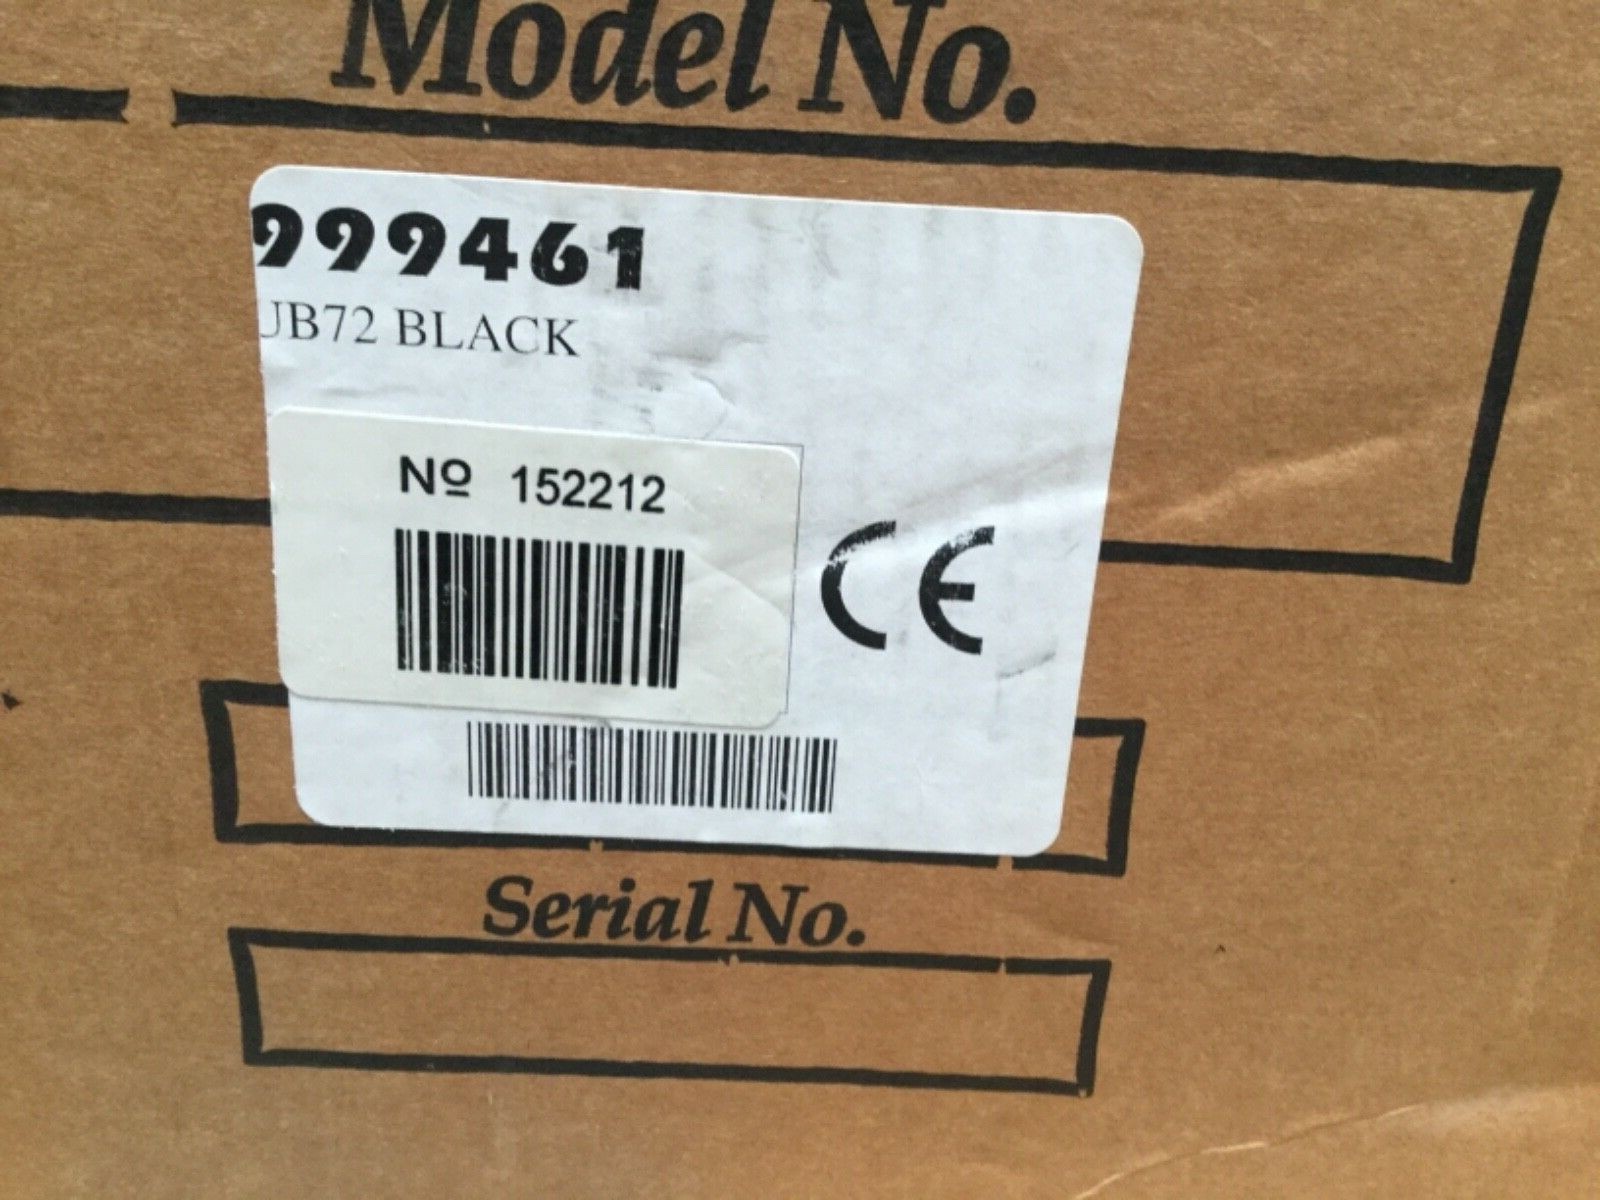 Model No.
999461
UB72 BLACK
Nº 152212
CE
Serial No.